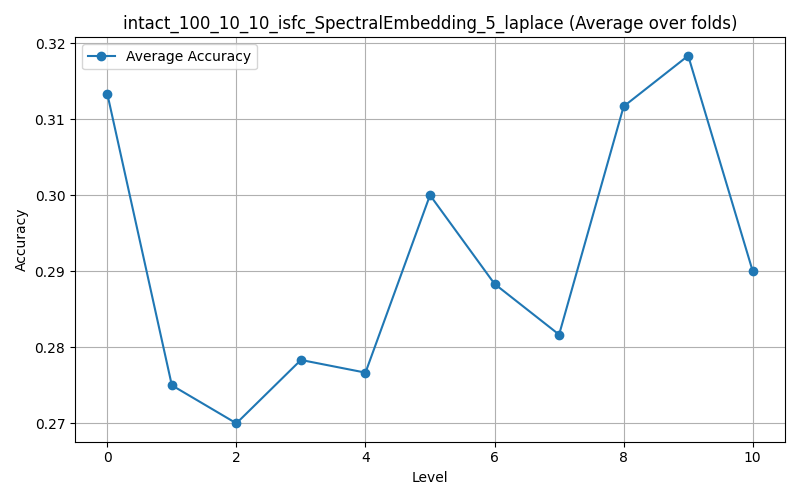 intact_100_10_10_isfc_SpectralEmbedding_5_laplace (Average over folds)
Average Accuracy
0.32
0.31
0.30
0.29
0.28
0.27
Accuracy
0 2 4 6 8 10
Level